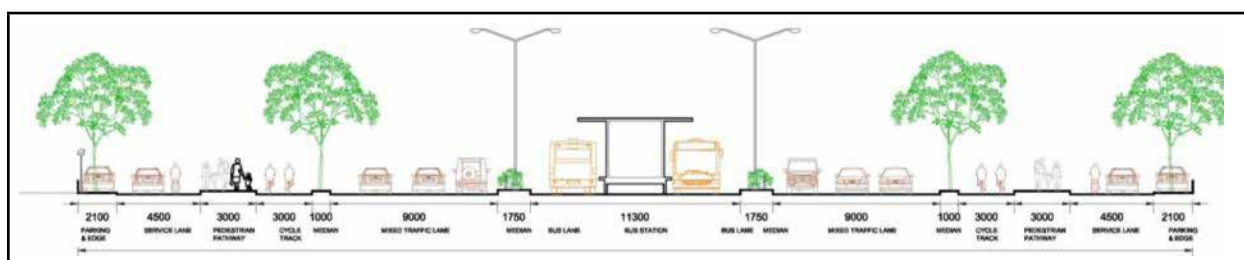 2100 4500 3000 3000 1000 9000 1750 11300 1750 9000 1000 3000 3000 4500 2100
PARKING & EDGE SERVICE LANE PEDESTRIAN PATHWAY CYCLE TRACK MEDIAN MIXED TRAFFIC LANE MEDIAN BUS LANE BUS STATION BUS LANE MEDIAN MIXED TRAFFIC LANE MEDIAN CYCLE TRACK PEDESTRIAN PATHWAY SERVICE LANE PARKING & EDGE